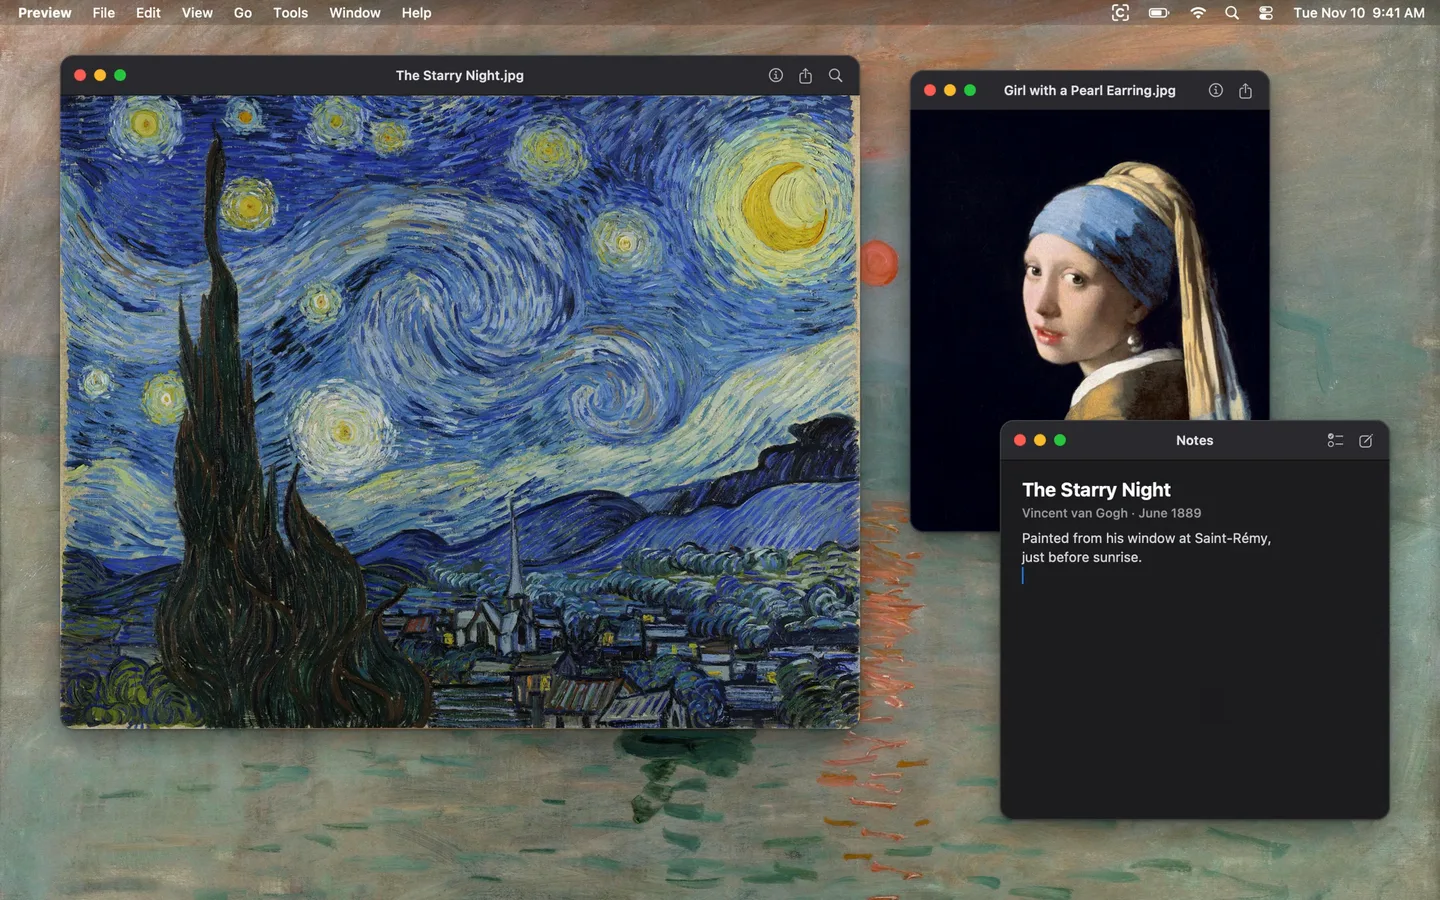 Preview File Edit View Go Tools Window Help Tue Nov 10 9:41 AM
The Starry Night.jpg
Girl with a Pearl Earring.jpg
Notes
The Starry Night
Vincent van Gogh · June 1889
Painted from his window at Saint-Rémy,
just before sunrise.